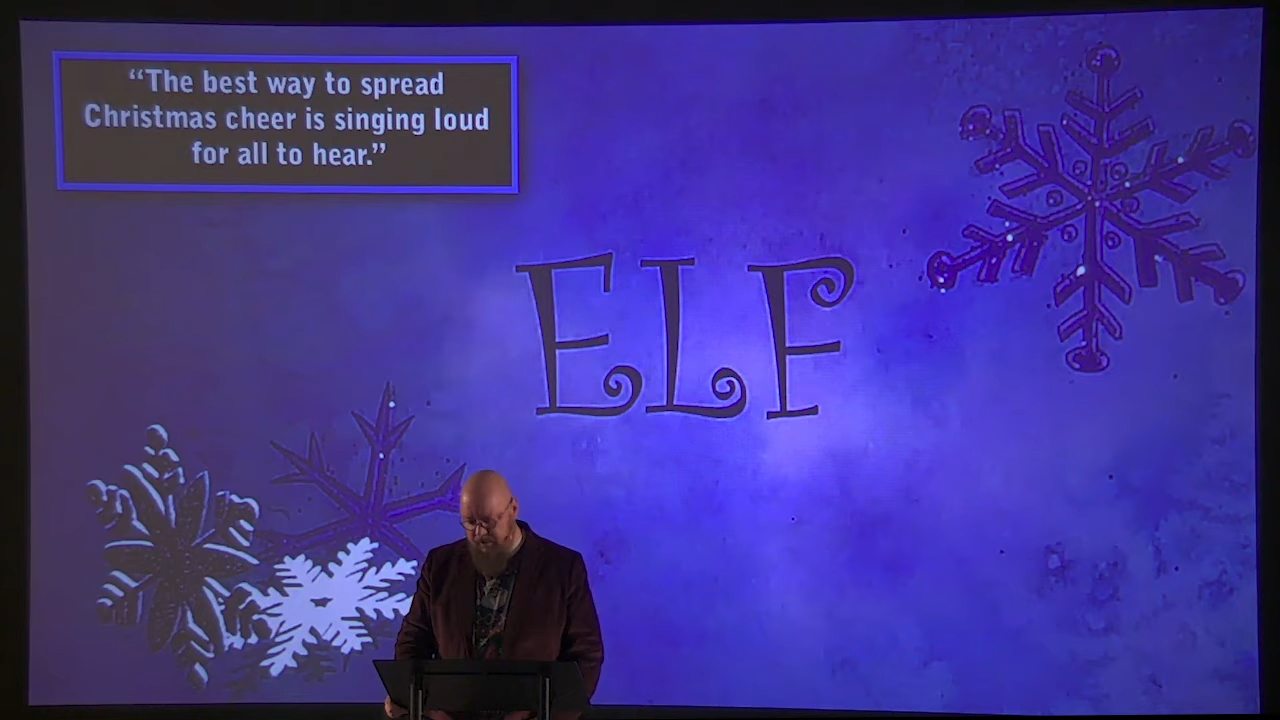 “The best way to spread
Christmas cheer is singing loud
for all to hear.”
ELF